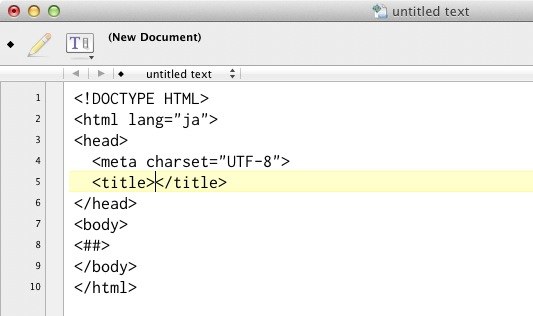 untitled text
(New Document)
untitled text
1 <!DOCTYPE HTML>
2 <html lang="ja">
3 <head>
4   <meta charset="UTF-8">
5   <title></title>
6 </head>
7 <body>
8 <##>
9 </body>
10 </html>